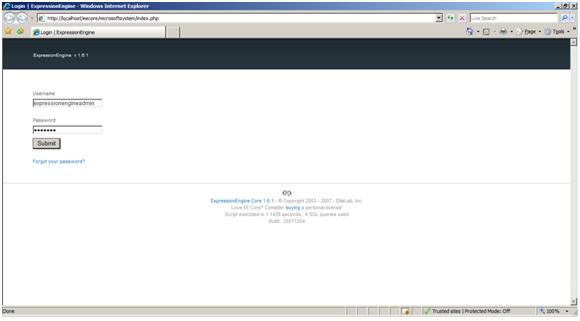 Login | ExpressionEngine - Windows Internet Explorer
http://localhost/eecore/microsoftsystem/index.php
Live Search
Login | ExpressionEngine
Page
Tools
ExpressionEngine v 1.6.1
Username
expressionengineadmin
Password
•••••••
Submit
Forgot your password?
ExpressionEngine Core 1.6.1 - © Copyright 2003 - 2007 - EllisLab, Inc.
Love EE Core? Consider buying a personal license!
Script executed in 1.1426 seconds 4 SQL queries used
Build: 20071204
Done
Trusted sites | Protected Mode: Off
100%